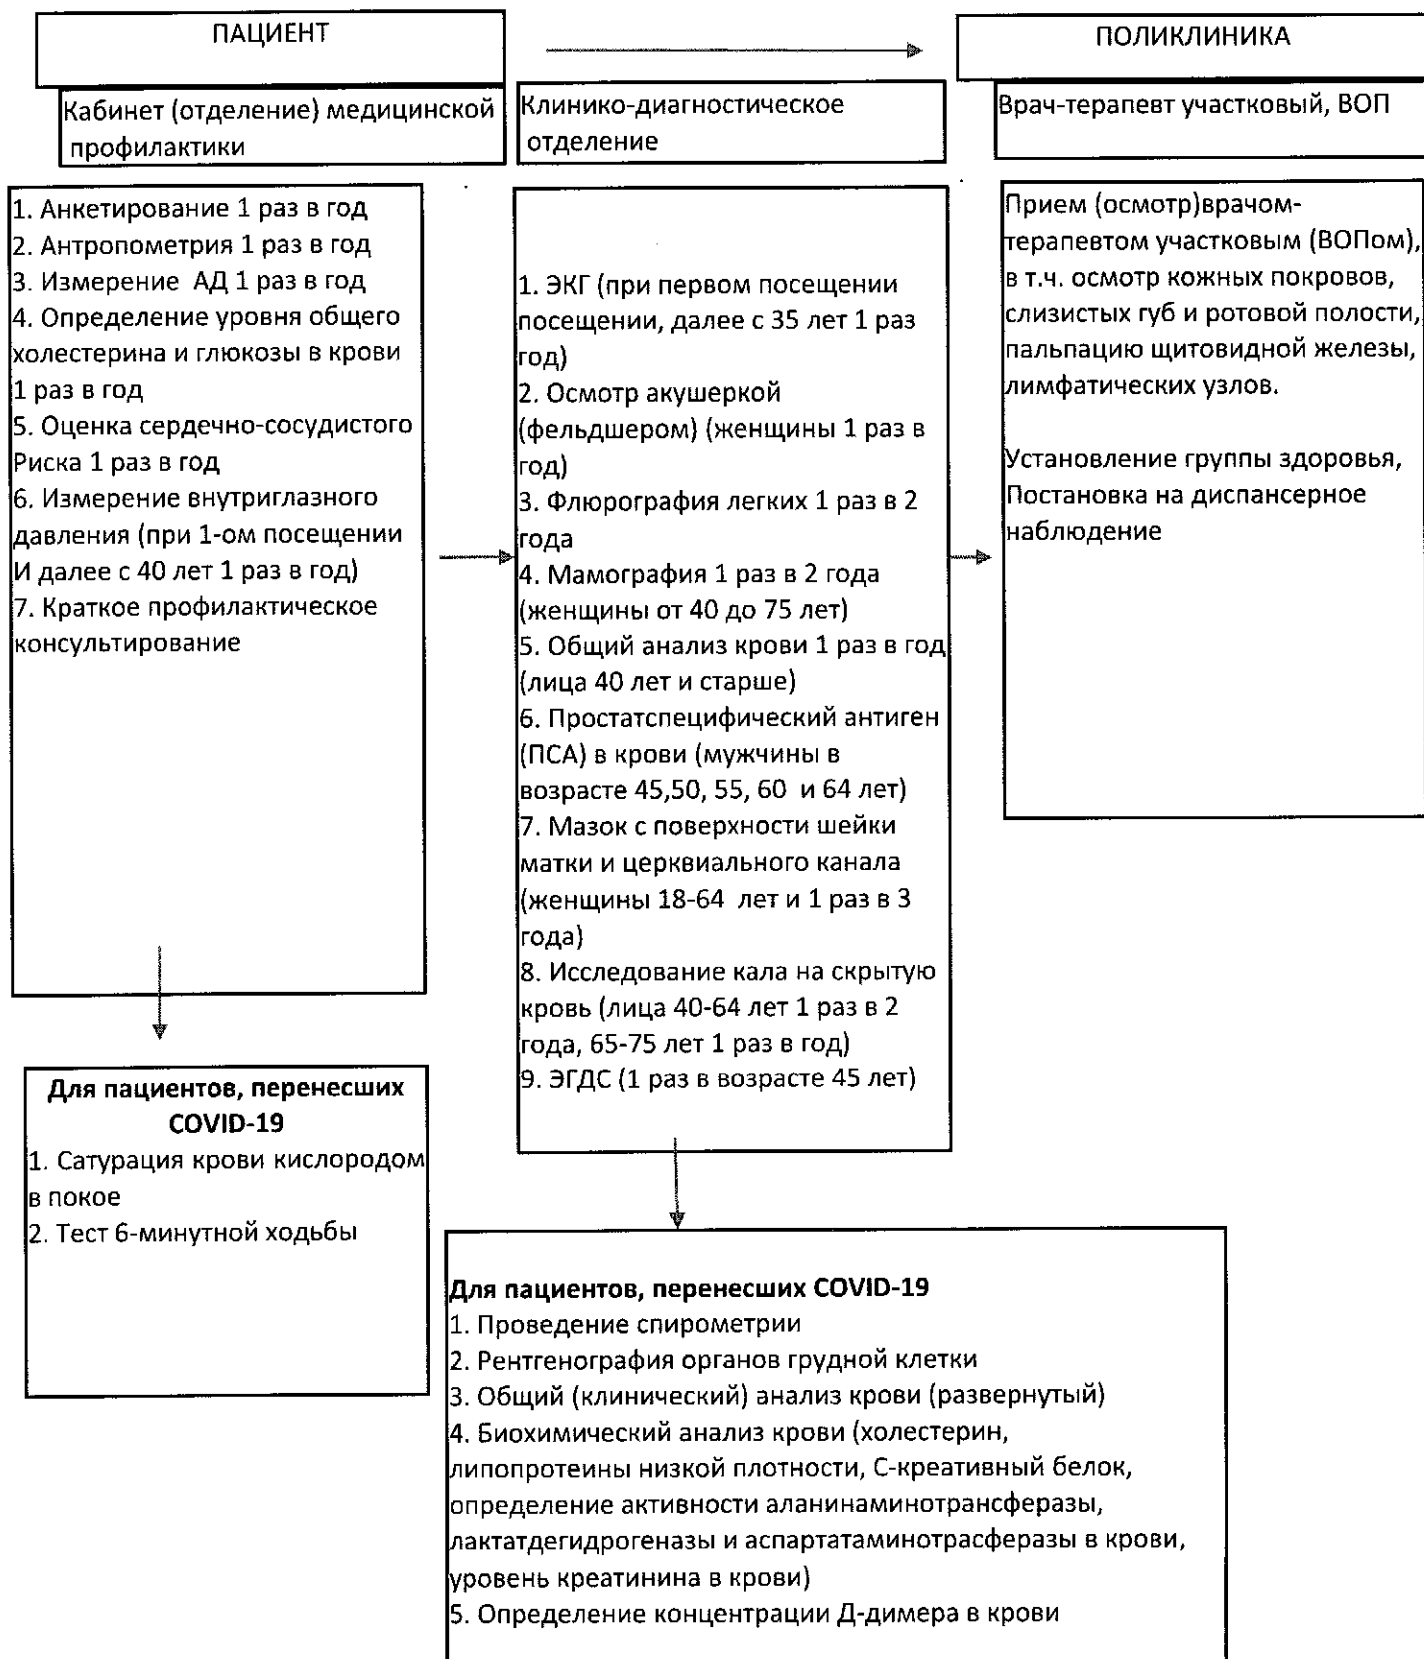 ПАЦИЕНТ
ПОЛИКЛИНИКА
Кабинет (отделение) медицинской
профилактики
Клинико-диагностическое
отделение
Врач-терапевт участковый, ВОП
1. Анкетирование 1 раз в год
2. Антропометрия 1 раз в год
3. Измерение АД 1 раз в год
4. Определение уровня общего
холестерина и глюкозы в крови
1 раз в год
5. Оценка сердечно-сосудистого
Риска 1 раз в год
6. Измерение внутриглазного
давления (при 1-ом посещении
И далее с 40 лет 1 раз в год)
7. Краткое профилактическое
консультирование
1. ЭКГ (при первом посещении
посещении, далее с 35 лет 1 раз
год)
2. Осмотр акушеркой
(фельдшером) (женщины 1 раз в
год)
3. Флюрография легких 1 раз в 2
года
4. Мамография 1 раз в 2 года
(женщины от 40 до 75 лет)
5. Общий анализ крови 1 раз в год
(лица 40 лет и старше)
6. Простатспецифический антиген
(ПСА) в крови (мужчины в
возрасте 45,50, 55, 60 и 64 лет)
7. Мазок с поверхности шейки
матки и церквиального канала
(женщины 18-64 лет и 1 раз в 3
года)
8. Исследование кала на скрытую
кровь (лица 40-64 лет 1 раз в 2
года, 65-75 лет 1 раз в год)
9. ЭГДС (1 раз в возрасте 45 лет)
Прием (осмотр)врачом-
терапевтом участковым (ВОПом),
в т.ч. осмотр кожных покровов,
слизистых губ и ротовой полости,
пальпацию щитовидной железы,
лимфатических узлов.
Установление группы здоровья,
Постановка на диспансерное
наблюдение
Для пациентов, перенесших
COVID-19
1. Сатурация крови кислородом
в покое
2. Тест 6-минутной ходьбы
Для пациентов, перенесших COVID-19
1. Проведение спирометрии
2. Рентгенография органов грудной клетки
3. Общий (клинический) анализ крови (развернутый)
4. Биохимический анализ крови (холестерин,
липопротеины низкой плотности, С-креативный белок,
определение активности аланинаминотрансферазы,
лактатдегидрогеназы и аспартатаминотрасферазы в крови,
уровень креатинина в крови)
5. Определение концентрации Д-димера в крови